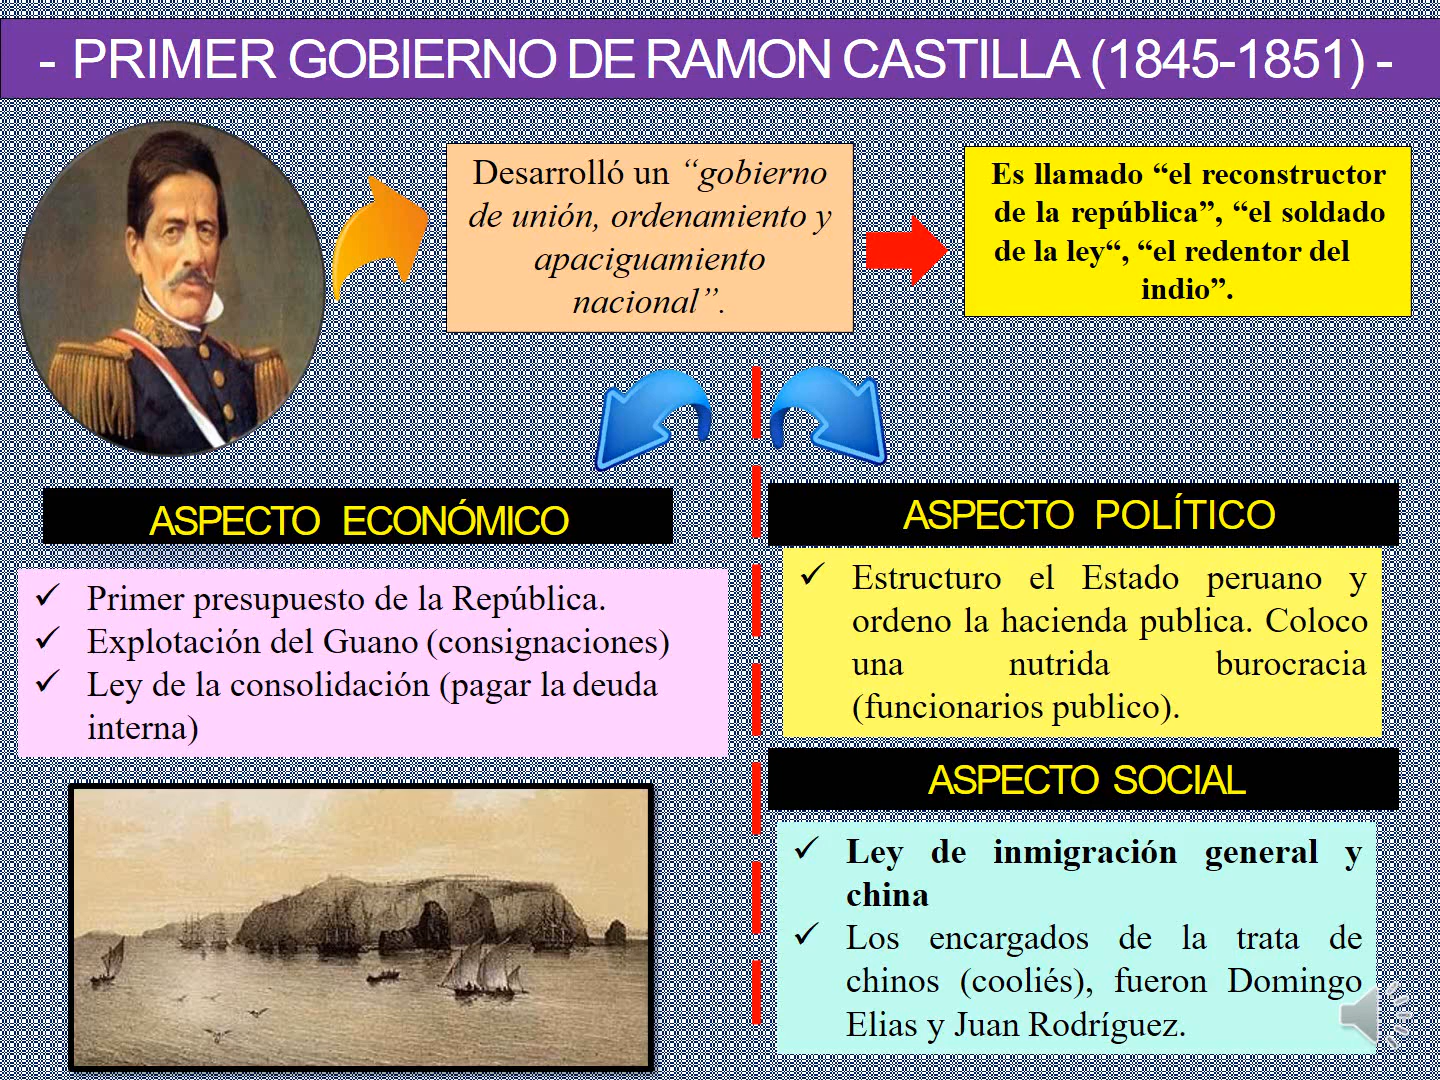 - PRIMER GOBIERNO DE RAMON CASTILLA (1845-1851) -
Desarrolló un “gobierno
de unión, ordenamiento y
apaciguamiento
nacional”.
Es llamado “el reconstructor
de la república”, “el soldado
de la ley“, “el redentor del
indio”.
ASPECTO ECONÓMICO
✓ Primer presupuesto de la República.
✓ Explotación del Guano (consignaciones)
✓ Ley de la consolidación (pagar la deuda
interna)
ASPECTO POLÍTICO
✓ Estructuro el Estado peruano y
ordeno la hacienda publica. Coloco
una nutrida burocracia
(funcionarios publico).
ASPECTO SOCIAL
✓ Ley de inmigración general y
china
✓ Los encargados de la trata de
chinos (cooliés), fueron Domingo
Elias y Juan Rodríguez.